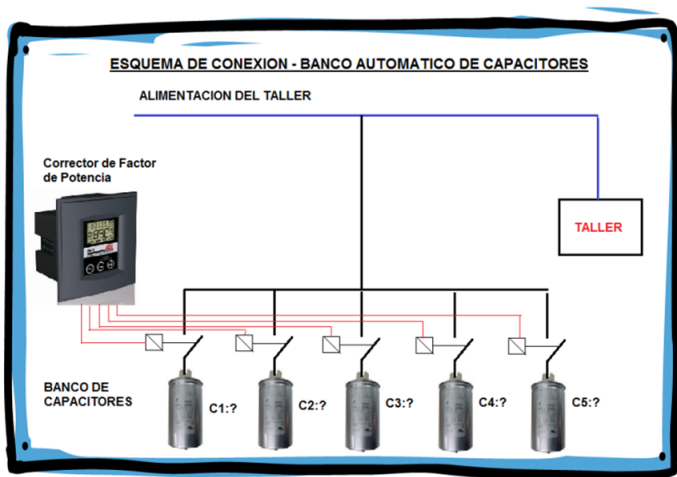 ESQUEMA DE CONEXION - BANCO AUTOMATICO DE CAPACITORES
ALIMENTACION DEL TALLER
Corrector de Factor
de Potencia
TALLER
BANCO DE
CAPACITORES
C1:?
C2:?
C3:?
C4:?
C5:?